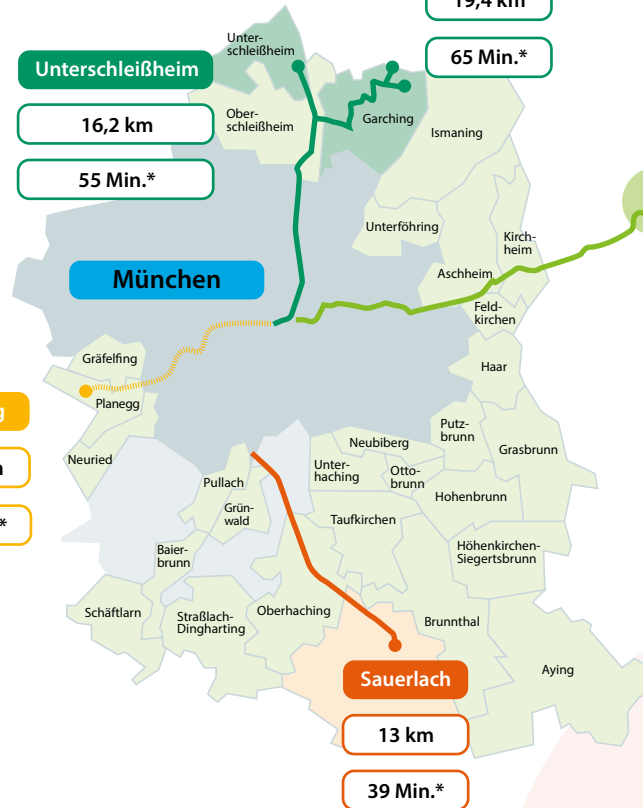 19,4 km
65 Min.*
Unterschleißheim
16,2 km
55 Min.*
Unter-
schleißheim
Ober-
schleißheim
Garching
Ismaning
Unterföhring
Kirch-
heim
Aschheim
Feld-
kirchen
München
Gräfelfing
Planegg
Haar
g
*
Neuried
Putz-
brunn
Grasbrunn
Neubiberg
Unter-
haching
Otto-
brunn
Hohenbrunn
Pullach
Grün-
wald
Taufkirchen
Höhenkirchen-
Siegertsbrunn
Baier-
brunn
Schäftlarn
Straßlach-
Dingharting
Oberhaching
Brunnthal
Aying
Sauerlach
13 km
39 Min.*